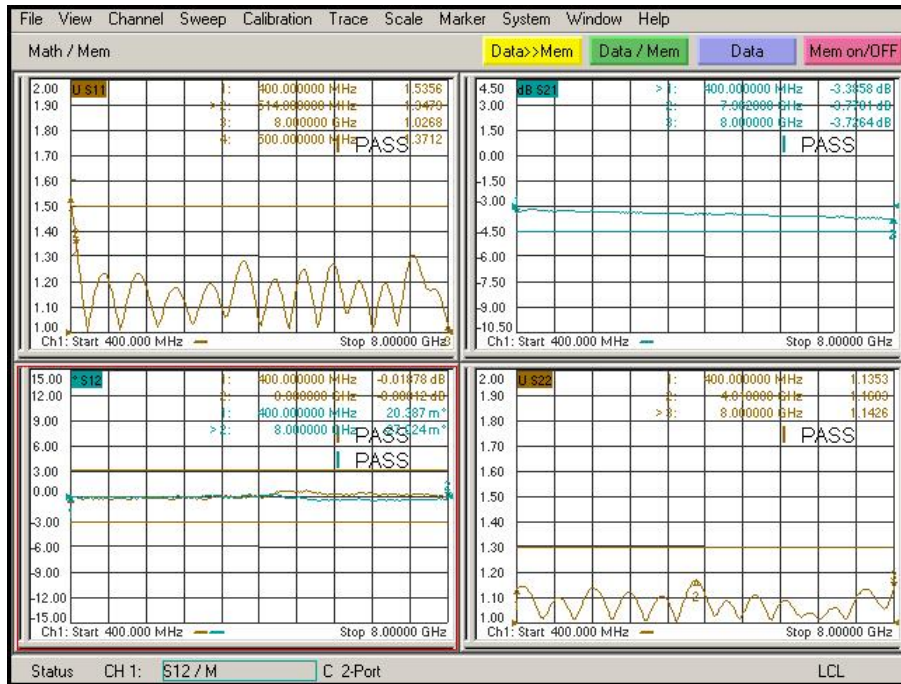 File View Channel Sweep Calibration Trace Scale Marker System Window Help
Math / Mem Data>>Mem Data / Mem Data Mem on/OFF
2.00
1.90
1.80
1.70
1.60
1.50
1.40
1.30
1.20
1.10
1.00
U S11
1: 400.000000 MHz 1.5356
3: 8.000000 GHz 1.0268
4: 500.000000 MHz 1.3712
PASS
Ch1: Start 400.000 MHz Stop 8.00000 GHz
4.50
3.00
1.50
0.00
-1.50
-3.00
-4.50
-6.00
-7.50
-9.00
-10.50
dB S21
> 1: 400.000000 MHz -3.3858 dB
3: 8.000000 GHz -3.7264 dB
PASS
Ch1: Start 400.000 MHz Stop 8.00000 GHz
15.00
12.00
9.00
6.00
3.00
0.00
-3.00
-6.00
-9.00
-12.00
-15.00
° S12
1: 400.000000 MHz -0.01878 dB
1: 400.000000 MHz 20.387 m°
> 2: 8.000000 GHz
PASS
PASS
Ch1: Start 400.000 MHz Stop 8.00000 GHz
2.00
1.90
1.80
1.70
1.60
1.50
1.40
1.30
1.20
1.10
1.00
U S22
1: 400.000000 MHz 1.1353
> 3: 8.000000 GHz 1.1426
PASS
2
Ch1: Start 400.000 MHz Stop 8.00000 GHz
Status CH 1: S12 / M C 2-Port LCL